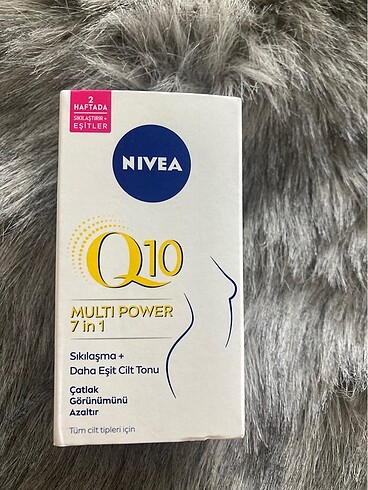 2
HAFTADA
SIKILAŞTIRIR +
EŞİTLER
NIVEA
Q10
MULTI POWER
7 in 1
Sıkılaşma +
Daha Eşit Cilt Tonu
Çatlak
Görünümünü
Azaltır
Tüm cilt tipleri için